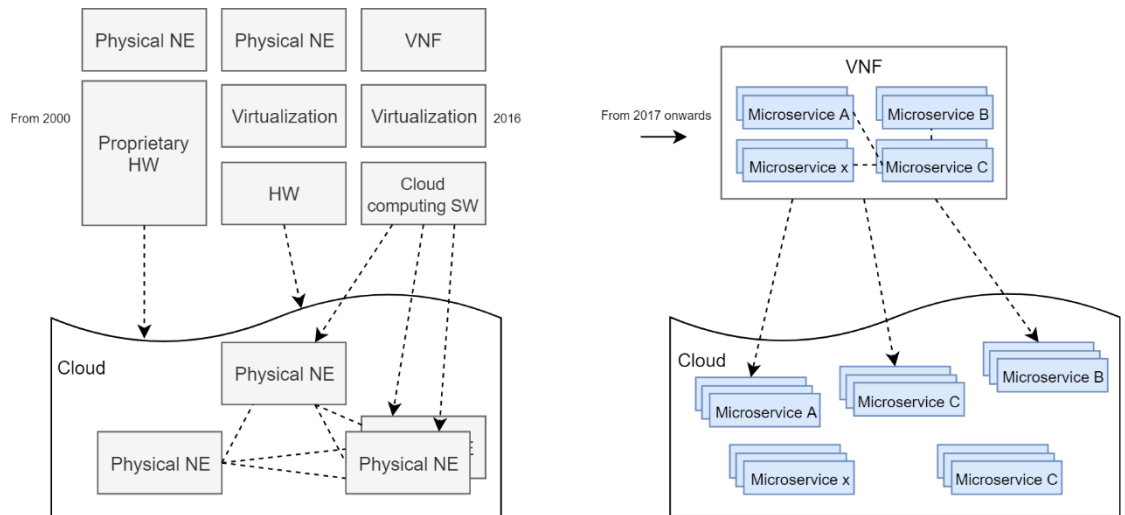 Physical NE
Physical NE
VNF
From 2000
Proprietary
HW
Virtualization
Virtualization
2016
HW
Cloud
computing SW
Cloud
Physical NE
Physical NE
Physical NE
E
From 2017 onwards
VNF
Microservice A
Microservice B
Microservice x
Microservice C
Cloud
Microservice A
Microservice C
Microservice B
Microservice x
Microservice C